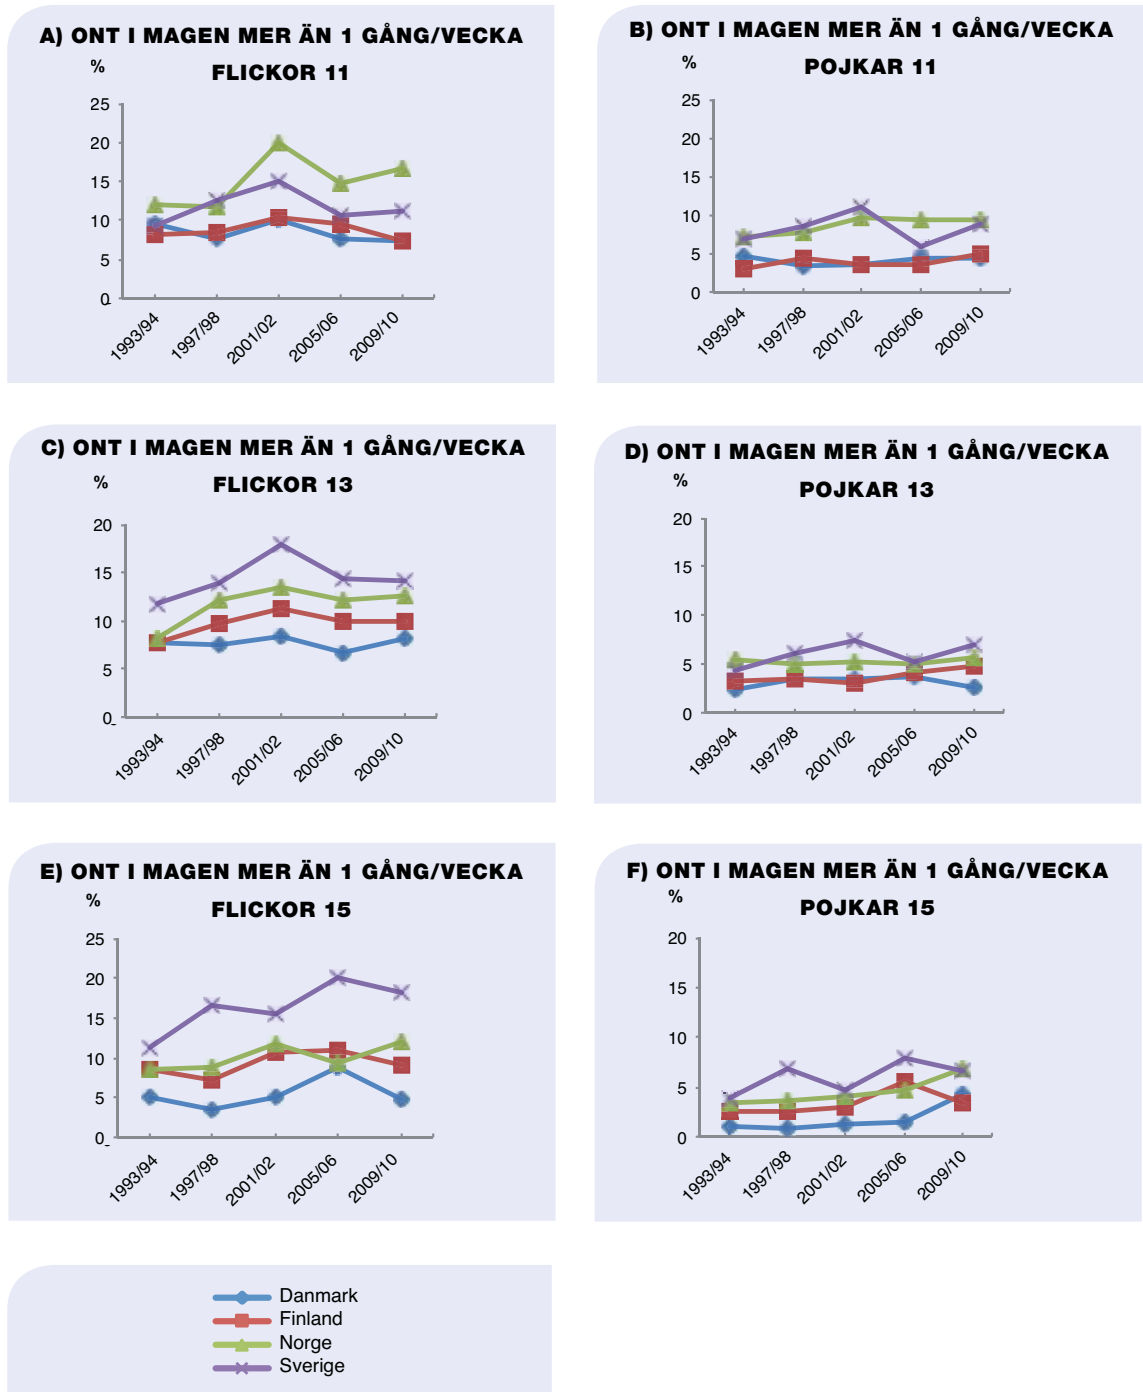 A) ONT I MAGEN MER ÄN 1 GÅNG/VECKA
%
FLICKOR 11
25
20
15
10
5
0
1993/94 1997/98 2001/02 2005/06 2009/10
B) ONT I MAGEN MER ÄN 1 GÅNG/VECKA
%
POJKAR 11
25
20
15
10
5
0
1993/94 1997/98 2001/02 2005/06 2009/10
C) ONT I MAGEN MER ÄN 1 GÅNG/VECKA
%
FLICKOR 13
20
15
10
5
0
1993/94 1997/98 2001/02 2005/06 2009/10
D) ONT I MAGEN MER ÄN 1 GÅNG/VECKA
%
POJKAR 13
20
15
10
5
0
1993/94 1997/98 2001/02 2005/06 2009/10
E) ONT I MAGEN MER ÄN 1 GÅNG/VECKA
%
FLICKOR 15
25
20
15
10
5
0
1993/94 1997/98 2001/02 2005/06 2009/10
F) ONT I MAGEN MER ÄN 1 GÅNG/VECKA
%
POJKAR 15
20
15
10
5
0
1993/94 1997/98 2001/02 2005/06 2009/10
Danmark
Finland
Norge
Sverige